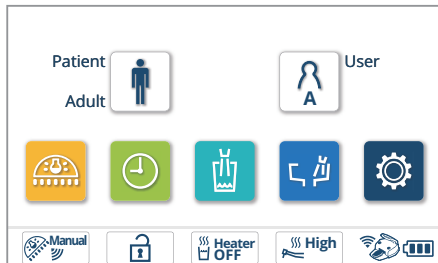 Patient
User
Adult
A
Manual
Heater
OFF
High